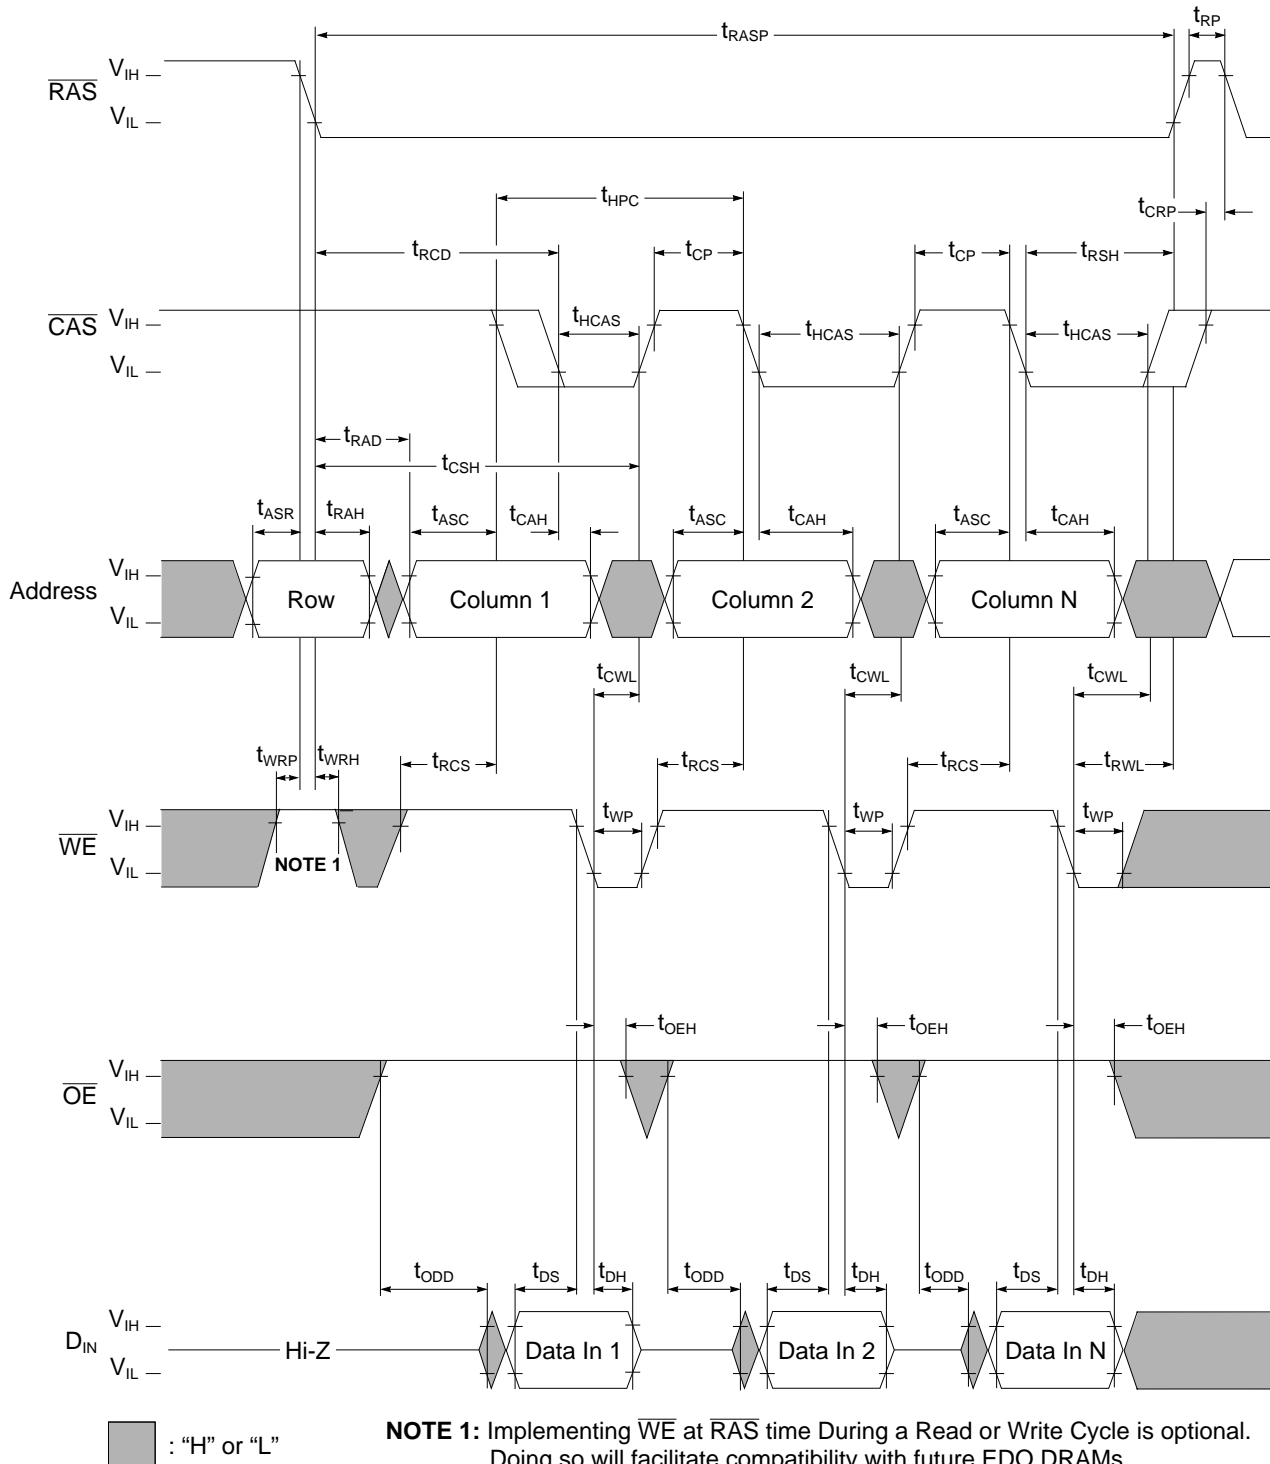 tRASP tRP
RAS VIH
VIL
tHPC tCRP
tRCD tCP tCP tRSH
CAS VIH tHCAS tHCAS tHCAS
VIL
tRAD
tCSH
tASR tRAH tASC tCAH tASC tCAH tASC tCAH
Address VIH
VIL
Row Column 1 Column 2 Column N
tCWL tCWL tCWL
tWRP tWRH tRCS tRCS tRCS tRWL
WE VIH tWP tWP tWP
VIL NOTE 1
tOEH tOEH tOEH
OE VIH
VIL
tODD tDS tDH tODD tDS tDH tODD tDS tDH
DIN VIH
VIL
Hi-Z Data In 1 Data In 2 Data In N
: “H” or “L”
NOTE 1: Implementing WE at RAS time During a Read or Write Cycle is optional.
Doing so will facilitate compatibility with future EDO DRAMs